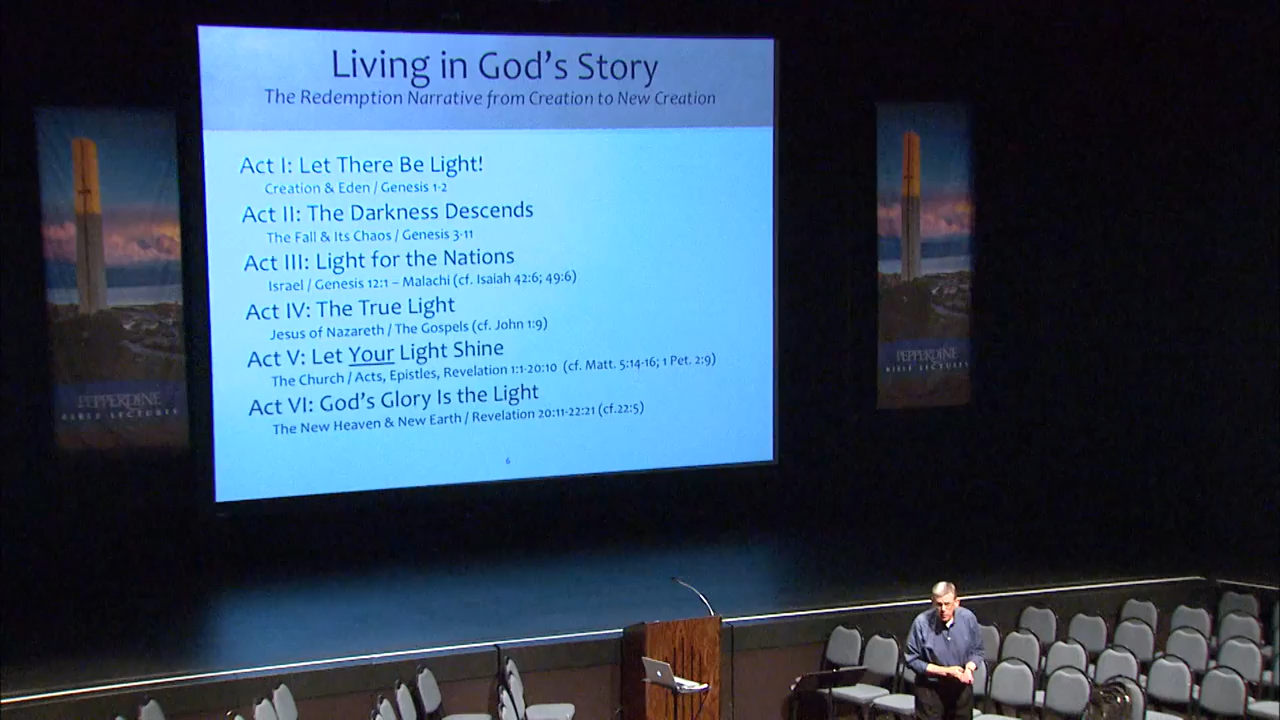 Living in God's Story
The Redemption Narrative from Creation to New Creation
Act I: Let There Be Light!
Creation & Eden / Genesis 1-2
Act II: The Darkness Descends
The Fall & Its Chaos / Genesis 3-11
Act III: Light for the Nations
Israel / Genesis 12:1 – Malachi (cf. Isaiah 42:6; 49:6)
Act IV: The True Light
Jesus of Nazareth / The Gospels (cf. John 1:9)
Act V: Let Your Light Shine
The Church / Acts, Epistles, Revelation 1:1-20:10 (cf. Matt. 5:14-16; 1 Pet. 2:9)
Act VI: God's Glory Is the Light
The New Heaven & New Earth / Revelation 20:11-22:21 (cf.22:5)
6
PEPPERDINE
BIBLE LECTURES
PEPPERDINE
BIBLE LECTURES